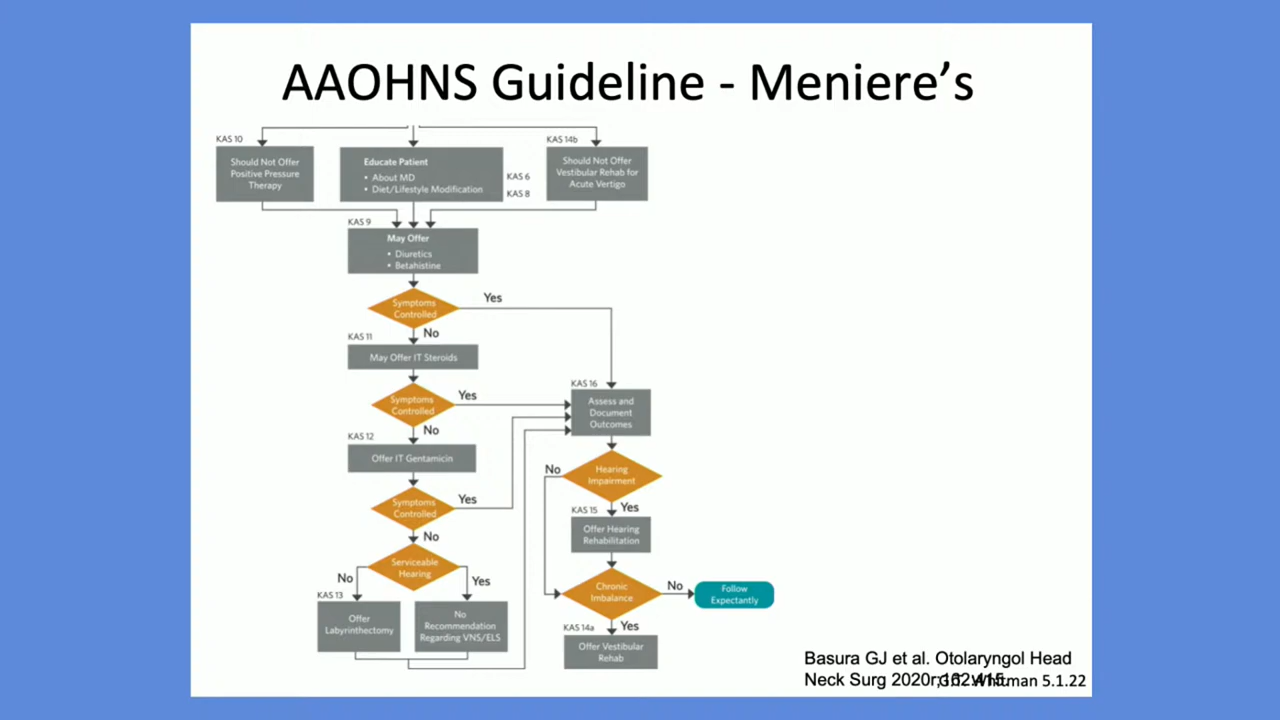 AAOHNS Guideline - Meniere's
KAS 10
Should Not Offer
Positive Pressure
Therapy
Educate Patient
• About MD
• Diet/Lifestyle Modification
KAS 6
KAS 8
KAS 14b
Should Not Offer
Vestibular Rehab for
Acute Vertigo
KAS 9
May Offer
• Diuretics
• Betahistine
Symptoms
Controlled
Yes
No
KAS 11
May Offer IT Steroids
Symptoms
Controlled
Yes
No
KAS 12
Offer IT Gentamicin
Symptoms
Controlled
Yes
No
Serviceable
Hearing
No
Yes
KAS 13
Offer
Labyrinthectomy
No
Recommendation
Regarding VNS/ELS
KAS 16
Assess and
Document
Outcomes
Hearing
Impairment
No
Yes
KAS 15
Offer Hearing
Rehabilitation
Chronic
Imbalance
No
Follow
Expectantly
Yes
KAS 14a
Offer Vestibular
Rehab
Basura GJ et al. Otolaryngol Head
Neck Surg 2020
Whitman 5.1.22